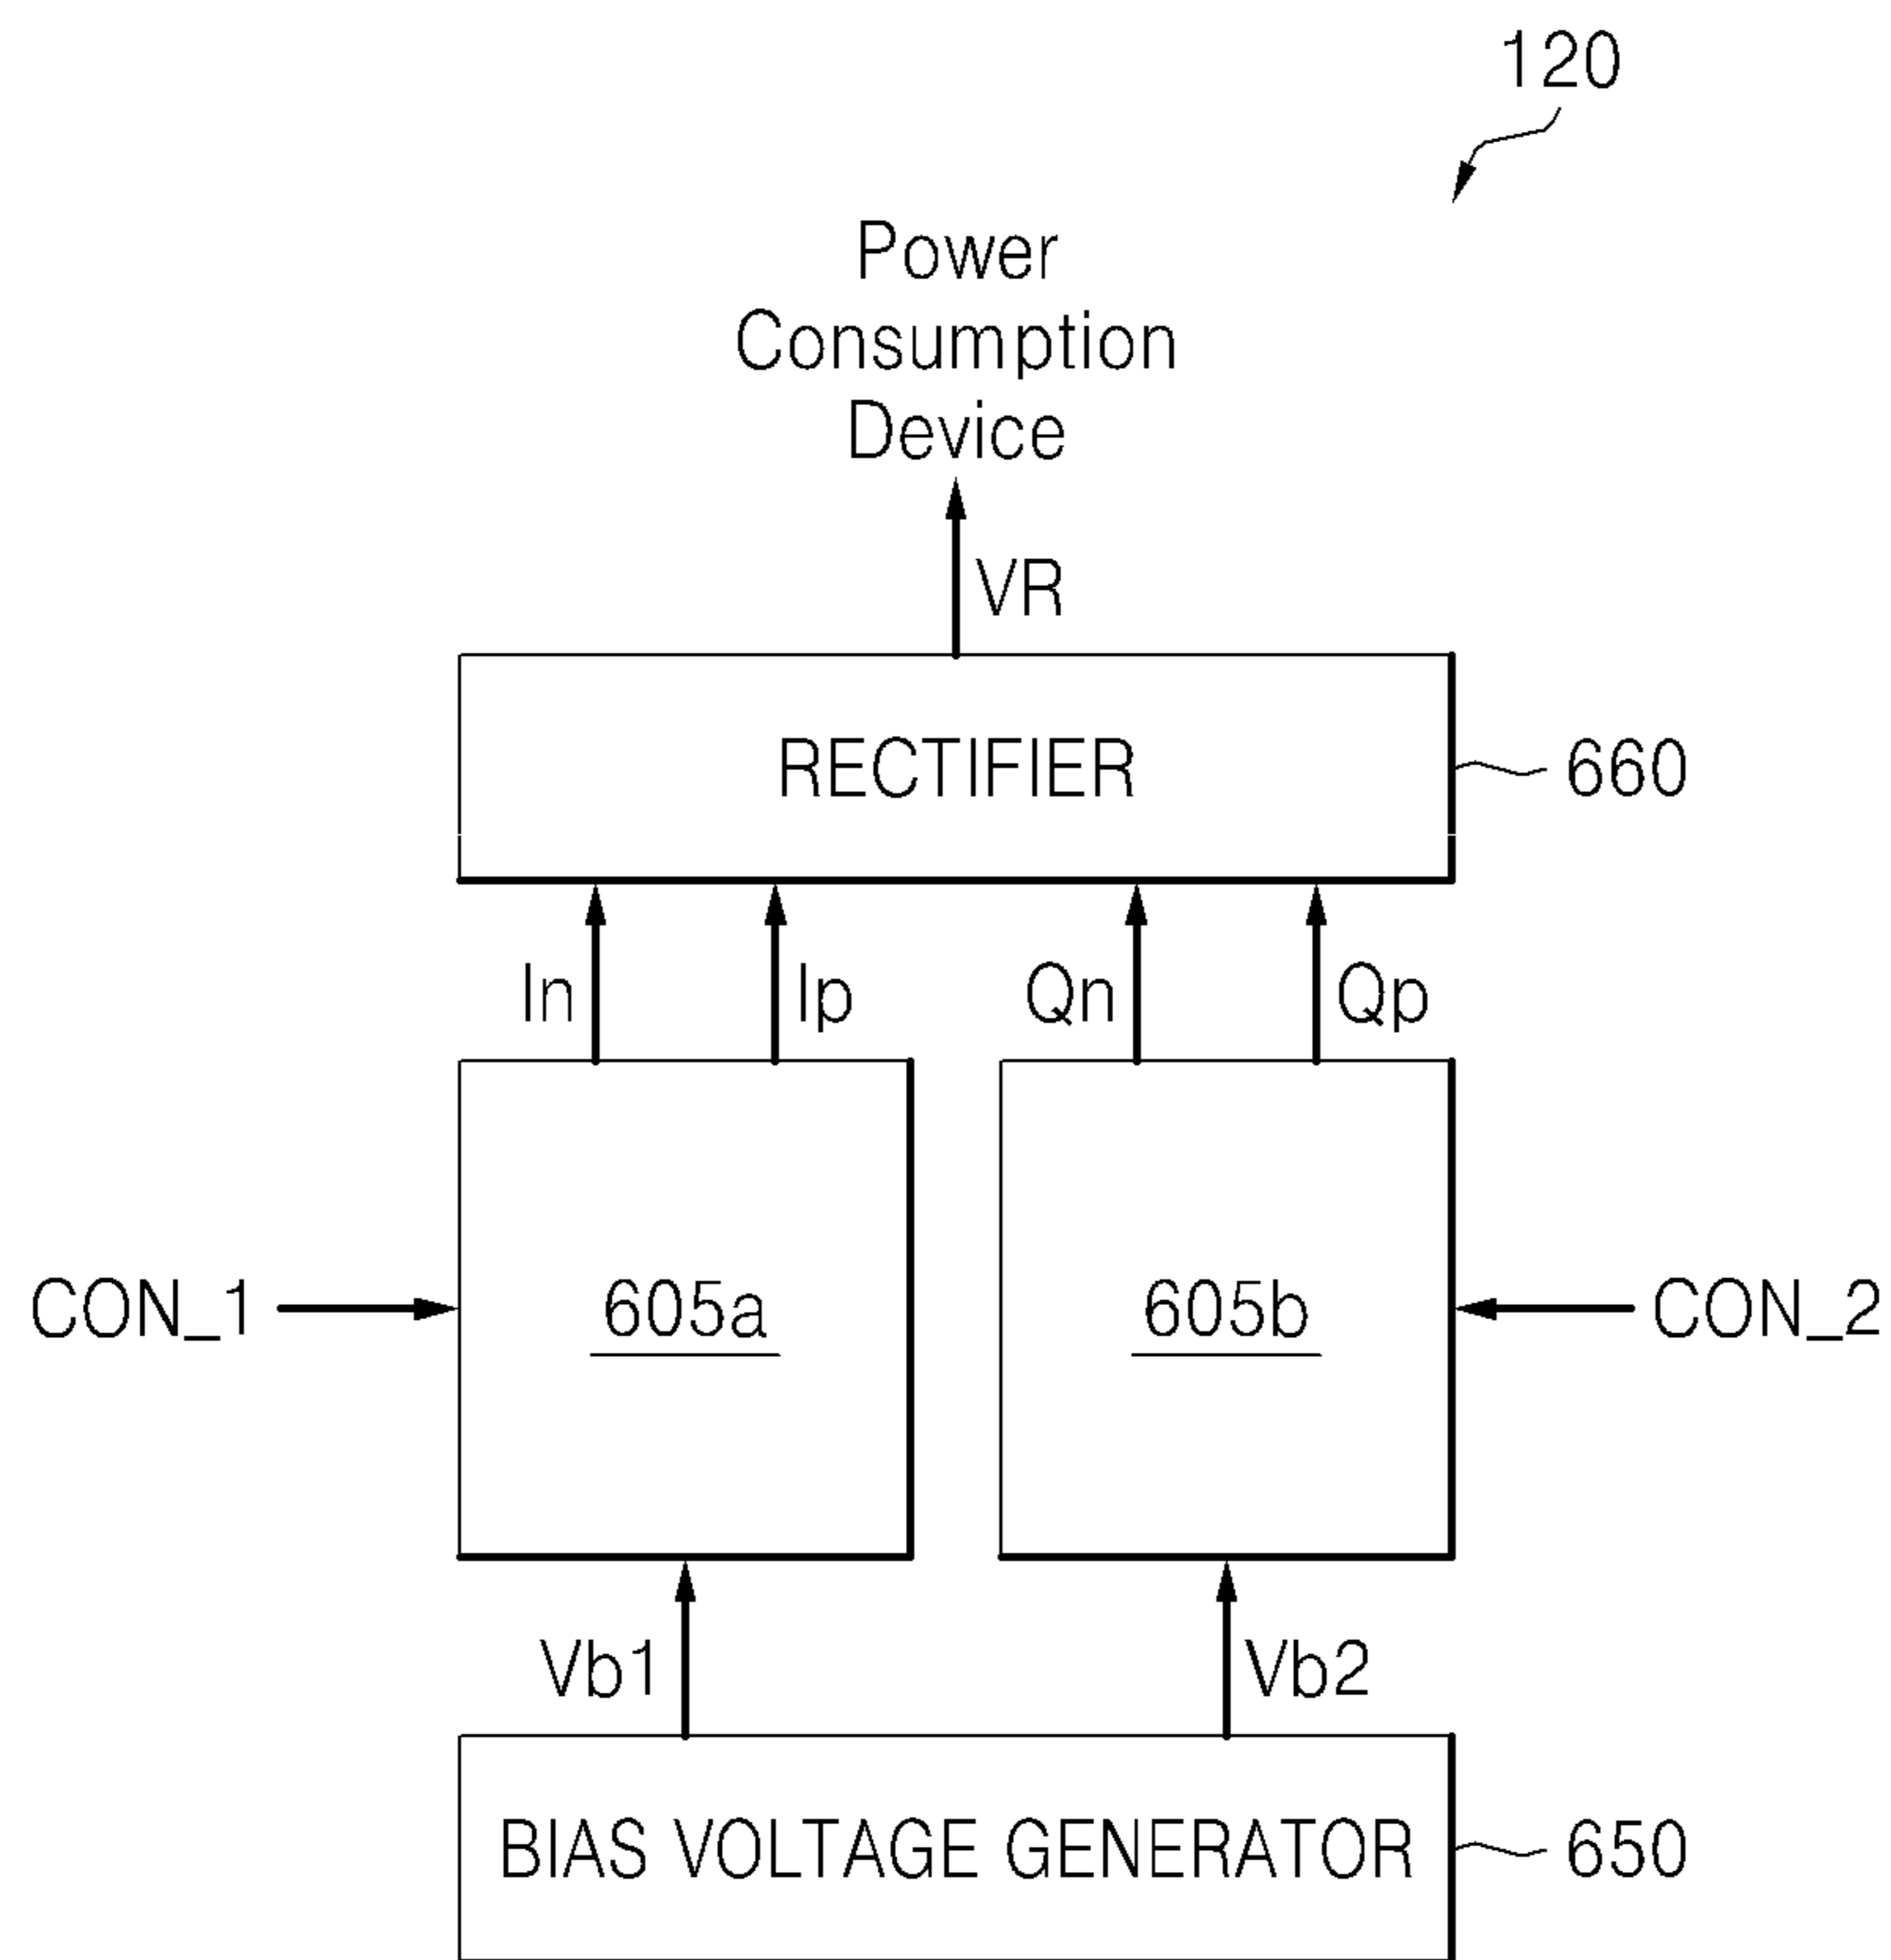 120
Power
Consumption
Device
VR
RECTIFIER
660
In
Ip
Qn
Qp
CON_1
605a
605b
CON_2
Vb1
Vb2
BIAS VOLTAGE GENERATOR
650